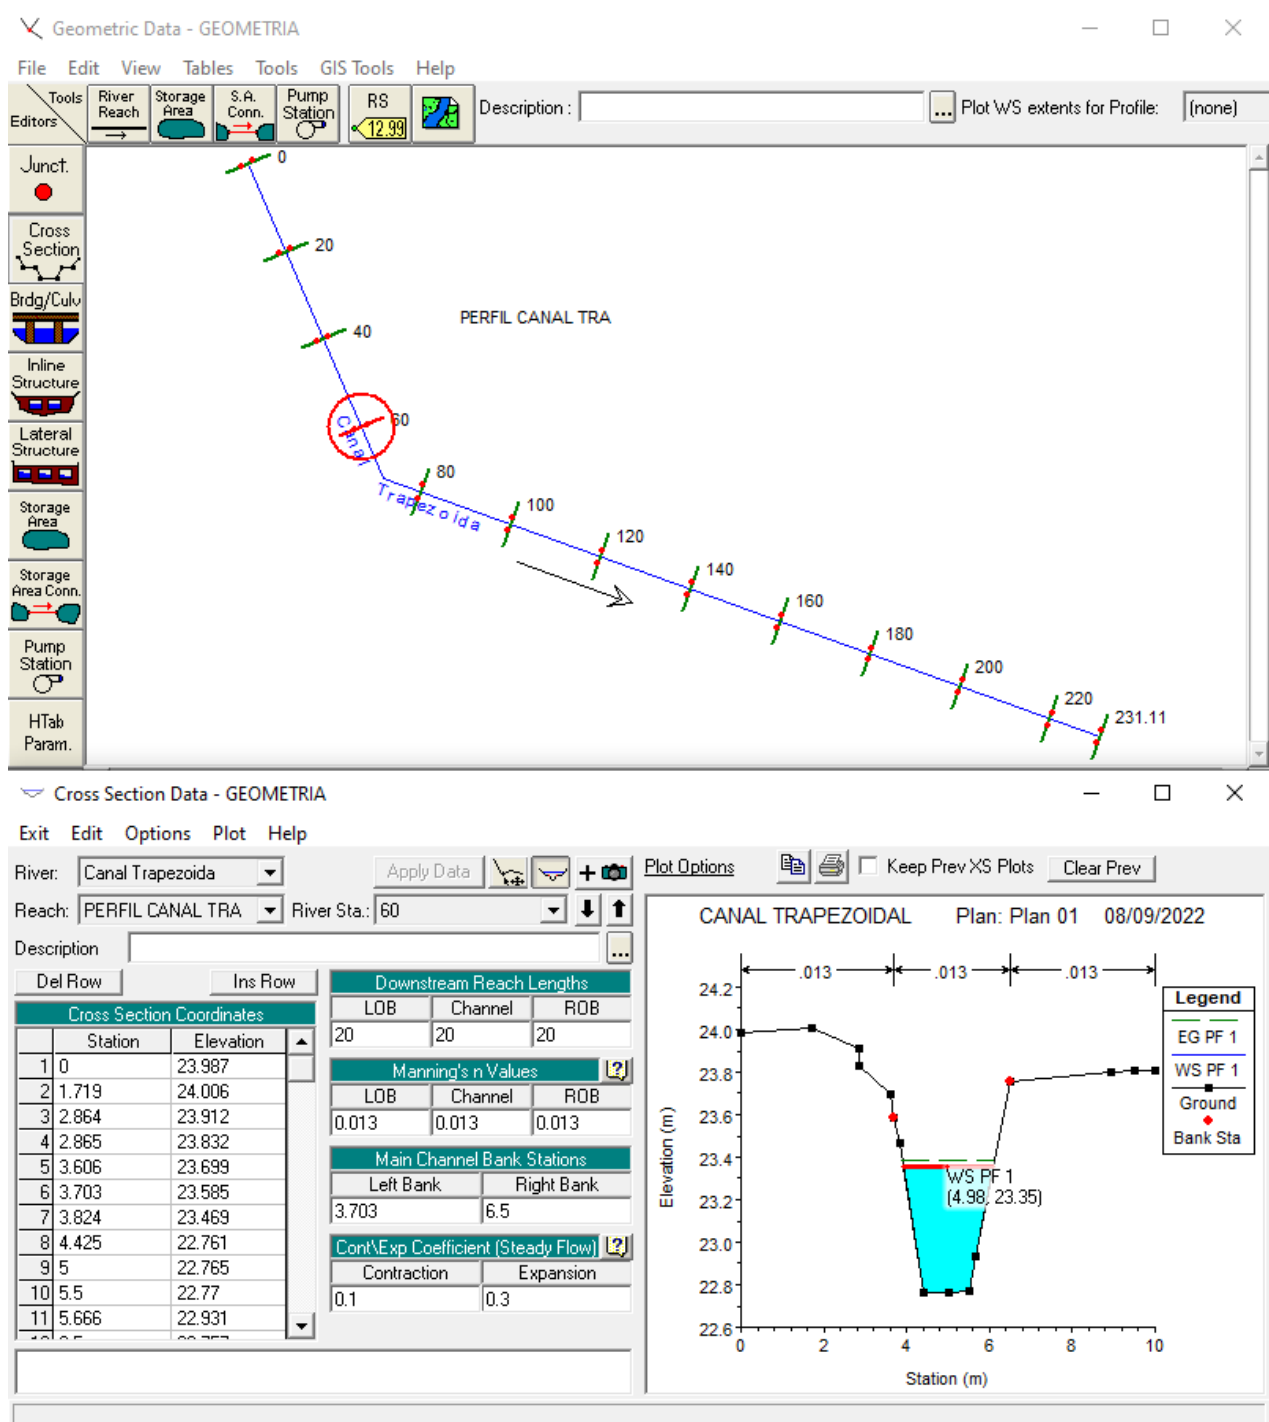 Geometric Data - GEOMETRIA
File Edit View Tables Tools GIS Tools Help
Tools
Editors
River Reach
Storage Area
S.A. Conn.
Pump Station
RS
12.99
Description :
...
Plot WS extents for Profile:
(none)
Junct.
Cross Section
Brdg/Culv
Inline Structure
Lateral Structure
Storage Area
Storage Area Conn.
Pump Station
HTab Param.
0
20
40
60
80
100
120
140
160
180
200
220
231.11
PERFIL CANAL TRA
Canal Trapezoida
Cross Section Data - GEOMETRIA
Exit Edit Options Plot Help
River: Canal Trapezoida
Apply Data
Reach: PERFIL CANAL TRA River Sta.: 60
Description
...
Del Row Ins Row
Cross Section Coordinates
Station Elevation
1 0 23.987
2 1.719 24.006
3 2.864 23.912
4 2.865 23.832
5 3.606 23.699
6 3.703 23.585
7 3.824 23.469
8 4.425 22.761
9 5 22.765
10 5.5 22.77
11 5.666 22.931
Downstream Reach Lengths
LOB Channel ROB
20 20 20
Manning's n Values
LOB Channel ROB
0.013 0.013 0.013
Main Channel Bank Stations
Left Bank Right Bank
3.703 6.5
Cont\Exp Coefficient (Steady Flow)
Contraction Expansion
0.1 0.3
Plot Options
Keep Prev XS Plots
Clear Prev
CANAL TRAPEZOIDAL Plan: Plan 01 08/09/2022
.013 .013 .013
24.2
24.0
23.8
23.6
23.4
23.2
23.0
22.8
22.6
Elevation (m)
0 2 4 6 8 10
Station (m)
WS PF 1
(4.98, 23.35)
Legend
EG PF 1
WS PF 1
Ground
Bank Sta